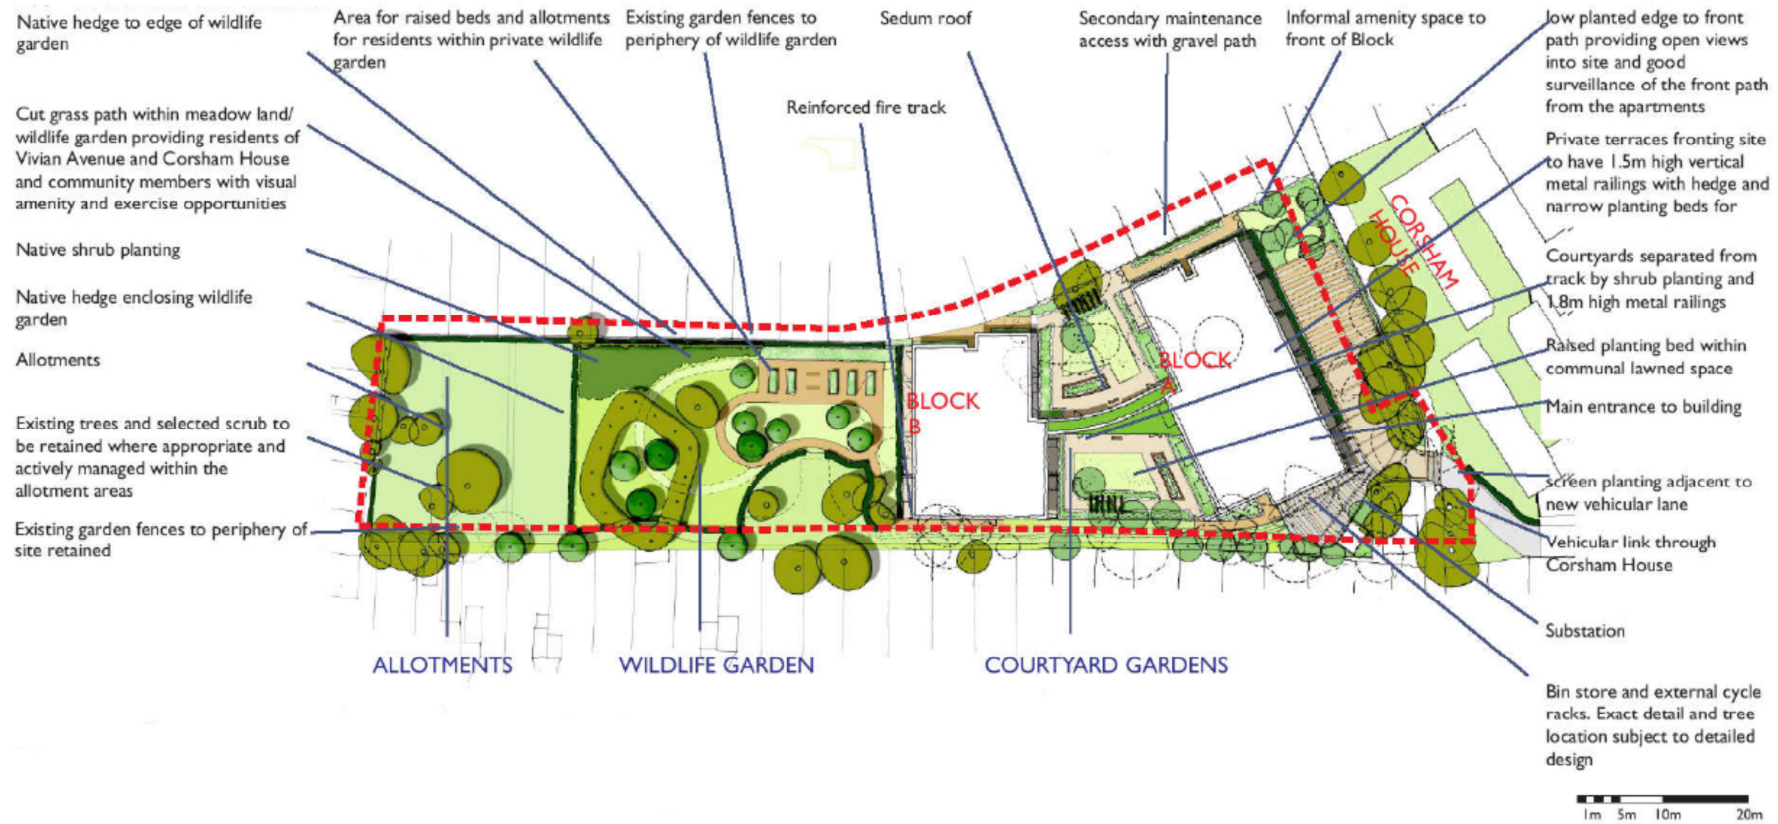 Native hedge to edge of wildlife
garden
Area for raised beds and allotments
for residents within private wildlife
garden
Existing garden fences to
periphery of wildlife garden
Sedum roof
Secondary maintenance
access with gravel path
Informal amenity space to
front of Block
low planted edge to front
path providing open views
into site and good
surveillance of the front path
from the apartments
Reinforced fire track
Cut grass path within meadow land/
wildlife garden providing residents of
Vivian Avenue and Corsham House
and community members with visual
amenity and exercise opportunities
Private terraces fronting site
to have 1.5m high vertical
metal railings with hedge and
narrow planting beds for
Native shrub planting
Native hedge enclosing wildlife
garden
Allotments
Existing trees and selected scrub to
be retained where appropriate and
actively managed within the
allotment areas
Existing garden fences to periphery of
site retained
CORSHAM
HOUSE
BLOCK
A
BLOCK
B
Courtyards separated from
track by shrub planting and
1.8m high metal railings
Raised planting bed within
communal lawned space
Main entrance to building
screen planting adjacent to
new vehicular lane
Vehicular link through
Corsham House
Substation
Bin store and external cycle
racks. Exact detail and tree
location subject to detailed
design
ALLOTMENTS
WILDLIFE GARDEN
COURTYARD GARDENS
1m 5m 10m 20m